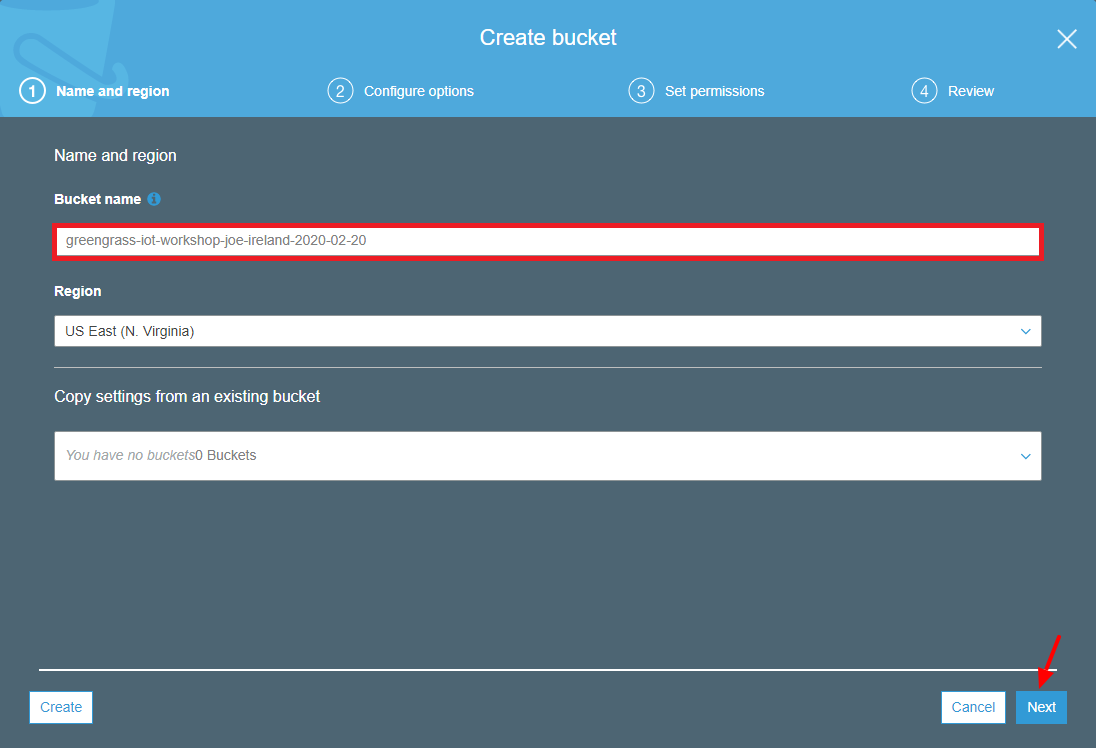 Create bucket
1 Name and region
2 Configure options
3 Set permissions
4 Review
Name and region
Bucket name
greengrass-iot-workshop-joe-ireland-2020-02-20
Region
US East (N. Virginia)
Copy settings from an existing bucket
You have no buckets0 Buckets
Create
Cancel
Next